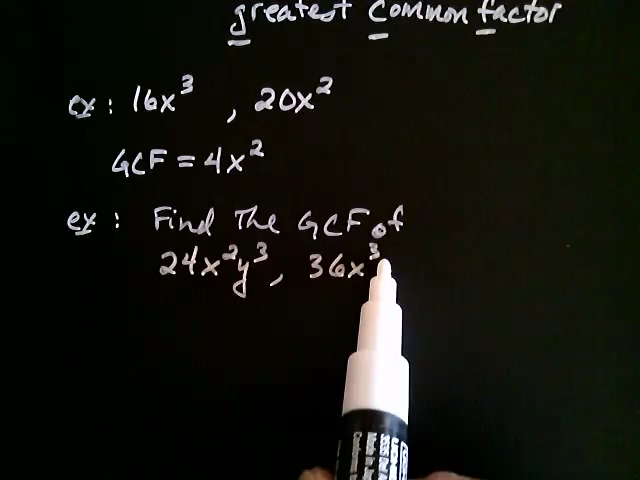 greatest common factor
ex: 16x³, 20x²
GCF = 4x²
ex: Find The GCF of
24x²y³, 36x³